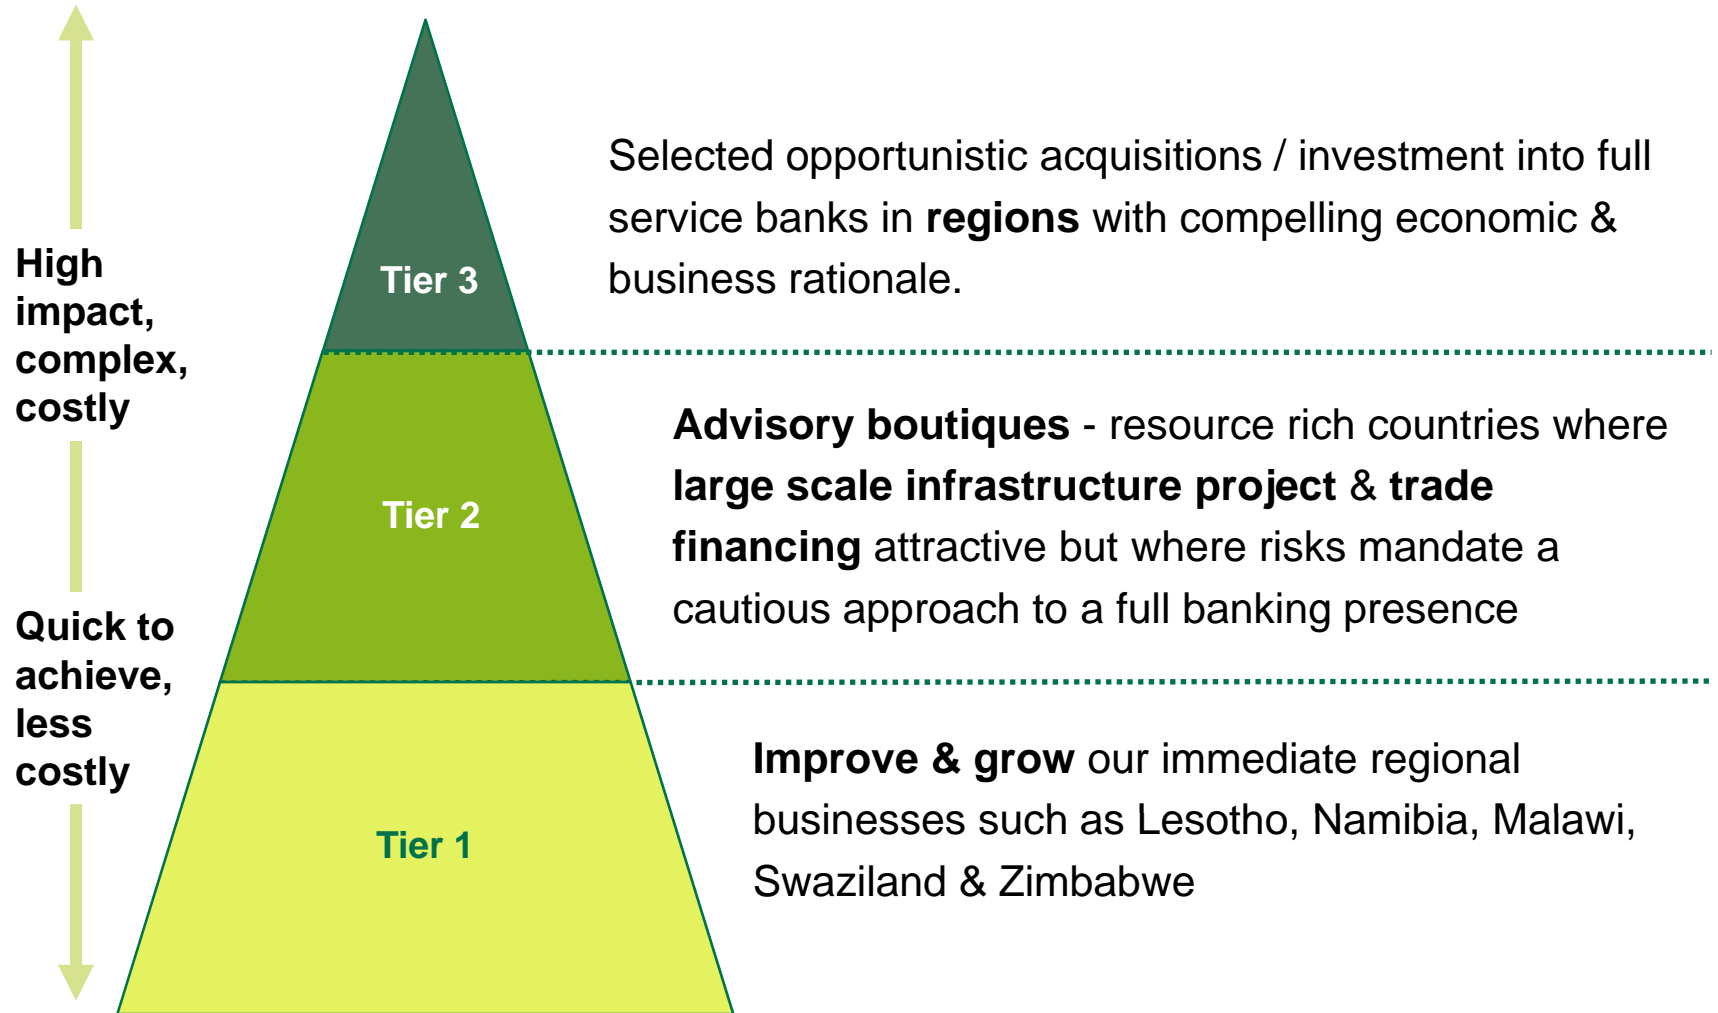 High
impact,
complex,
costly
Quick to
achieve,
less
costly
Tier 3
Selected opportunistic acquisitions / investment into full
service banks in regions with compelling economic &
business rationale.
Tier 2
Advisory boutiques - resource rich countries where
large scale infrastructure project & trade
financing attractive but where risks mandate a
cautious approach to a full banking presence
Tier 1
Improve & grow our immediate regional
businesses such as Lesotho, Namibia, Malawi,
Swaziland & Zimbabwe